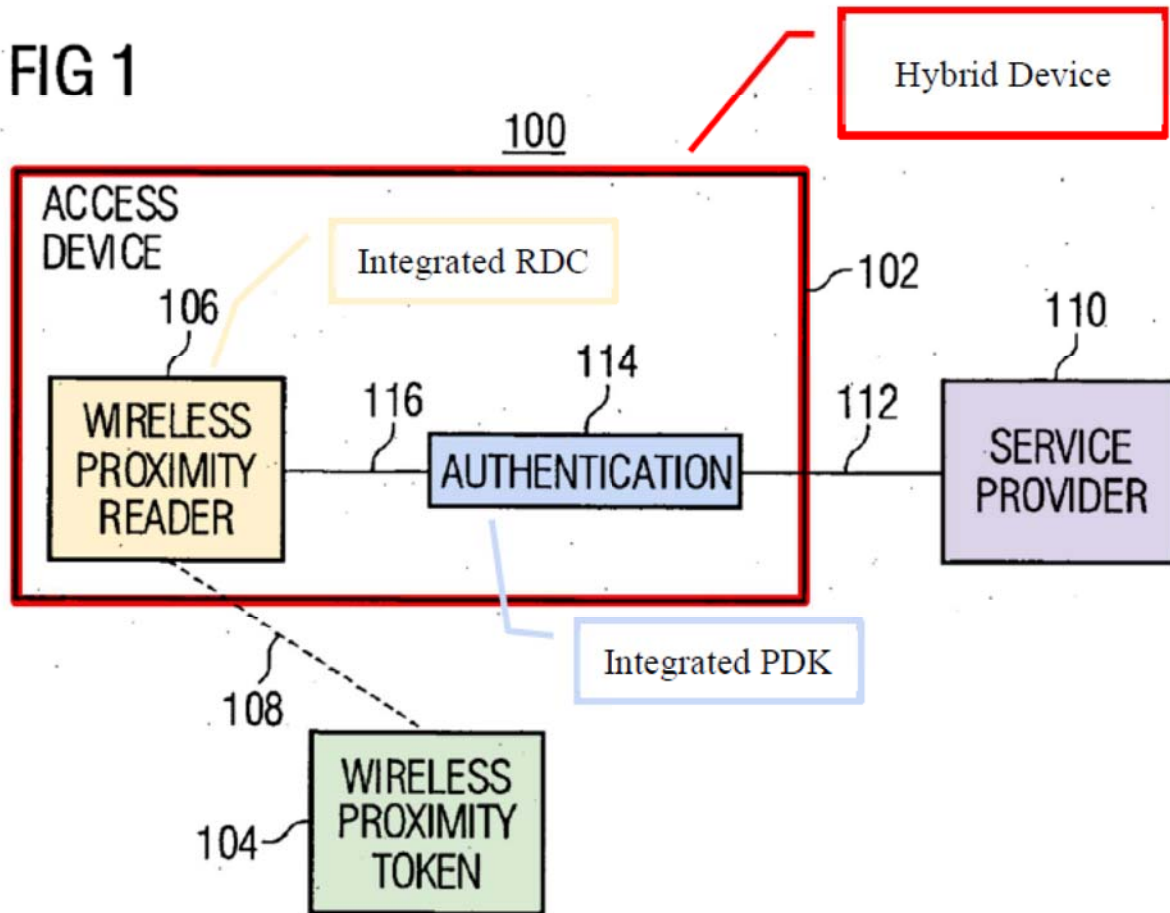 FIG 1
Hybrid Device
100
ACCESS
DEVICE
Integrated RDC
102
106
110
114
WIRELESS
PROXIMITY
READER
116
AUTHENTICATION
112
SERVICE
PROVIDER
Integrated PDK
108
104
WIRELESS
PROXIMITY
TOKEN